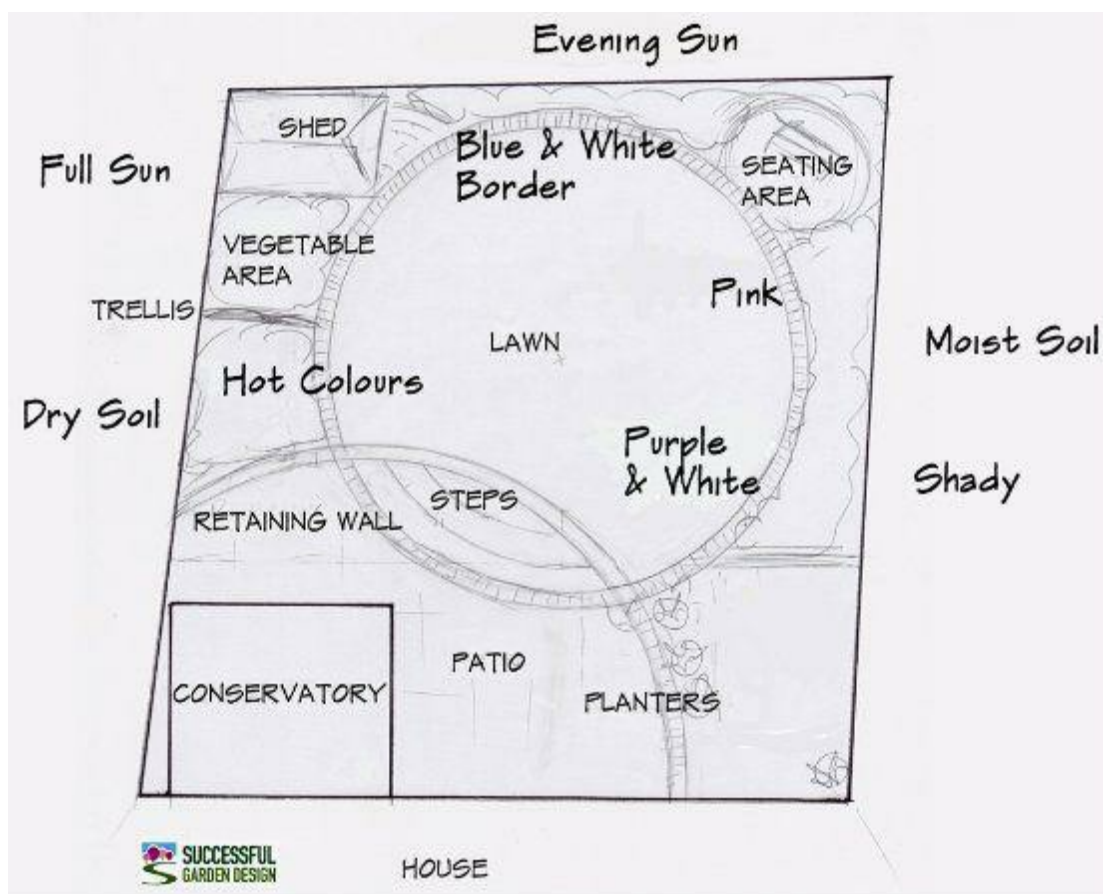 Evening Sun
SHED
Blue & White
Border
Full Sun
SEATING
AREA
VEGETABLE
AREA
Pink
TRELLIS
LAWN
Moist Soil
Hot Colours
Dry Soil
Purple
& White
Shady
STEPS
RETAINING WALL
PATIO
CONSERVATORY
PLANTERS
SUCCESSFUL
GARDEN DESIGN
HOUSE